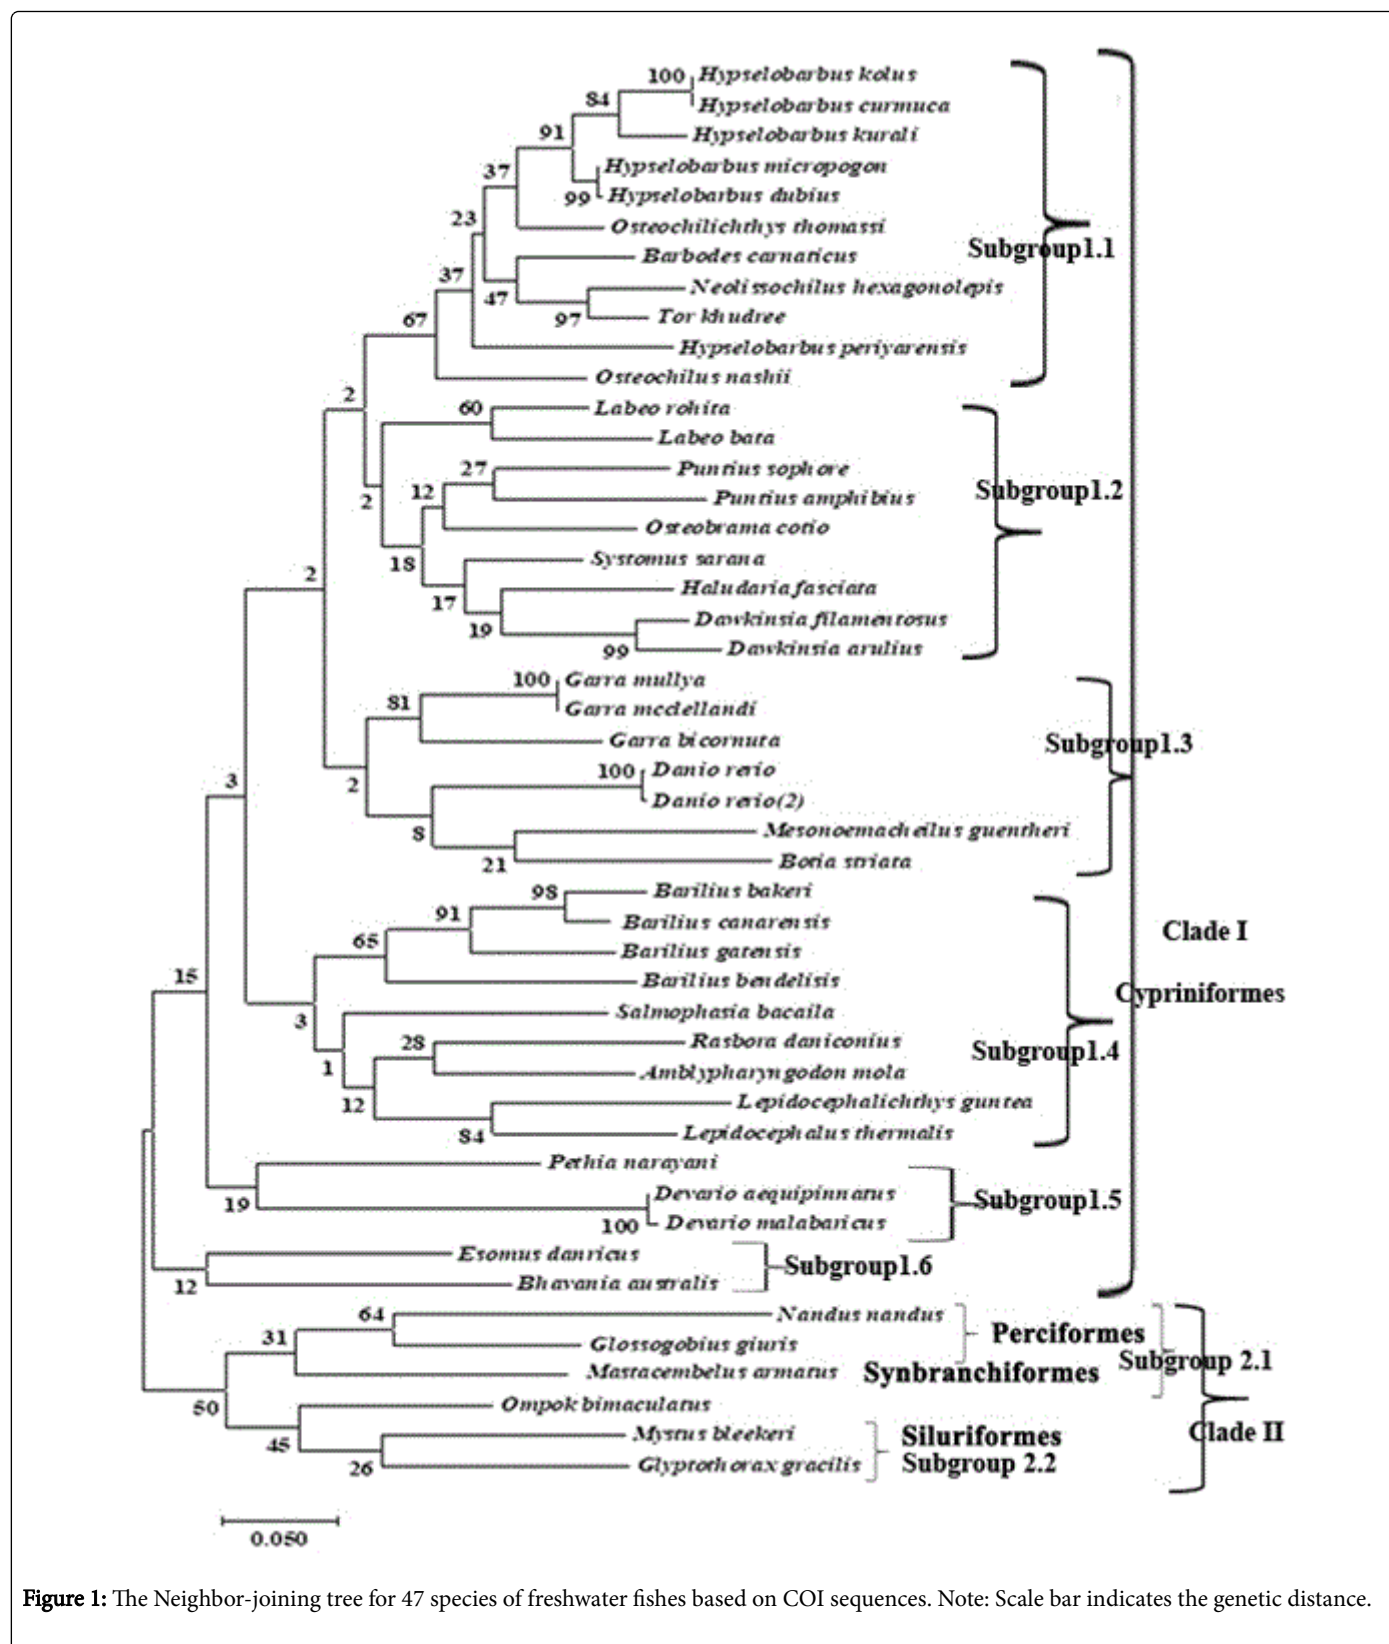 100 Hypselobarbus kolus
Hypselobarbus curmuca
84
Hypselobarbus kurali
91
Hypselobarbus micropogon
99 Hypselobarbus dubius
37
Osteochilichthys thomassi
23
Subgroup1.1
Barbodes carnaticus
37
47
Neolissochilus hexagonolepis
97 Tor khudree
67
Hypselobarbus periyarensis
Osteochilus nashii
2
60 Labeo rohita
Labeo bata
27 Puntius sophore
12
2
Puntius amphibius
Subgroup1.2
Osteobrama cotio
18
Systomus sarana
2
17
Haludaria fasciata
19
Dawkinsia filamentosus
99 Dawkinsia arulius
100 Garra mullya
Garra mcclellandi
81
Garra bicornuta
Subgroup1.3
3
2
100 Danio rerio
Danio rerio(2)
8
Mesonoemacheilus guentheri
21 Botia striata
98 Barilius bakeri
91
Barilius canarensis
65
Barilius gatensis
Clade I
15
Barilius bendelisis
Cypriniformes
3
Salmophasia bacaila
28 Rasbora daniconius
Subgroup1.4
1
Amblypharyngodon mola
12
Lepidocephalichthys guntea
84 Lepidocephalus thermalis
Pethia narayani
19
Devario aequipinnatus
Subgroup1.5
100 Devario malabaricus
Esomus danricus
Subgroup1.6
12 Bhavania australis
64 Nandus nandus
31
Perciformes
Glossogobius giuris
Subgroup 2.1
Mastacembelus armatus Synbranchiformes
50
Ompok bimaculatus
45
Mystus bleekeri
Siluriformes
Clade II
26 Glyptothorax gracilis
Subgroup 2.2
0.050
Figure 1: The Neighbor-joining tree for 47 species of freshwater fishes based on COI sequences. Note: Scale bar indicates the genetic distance.